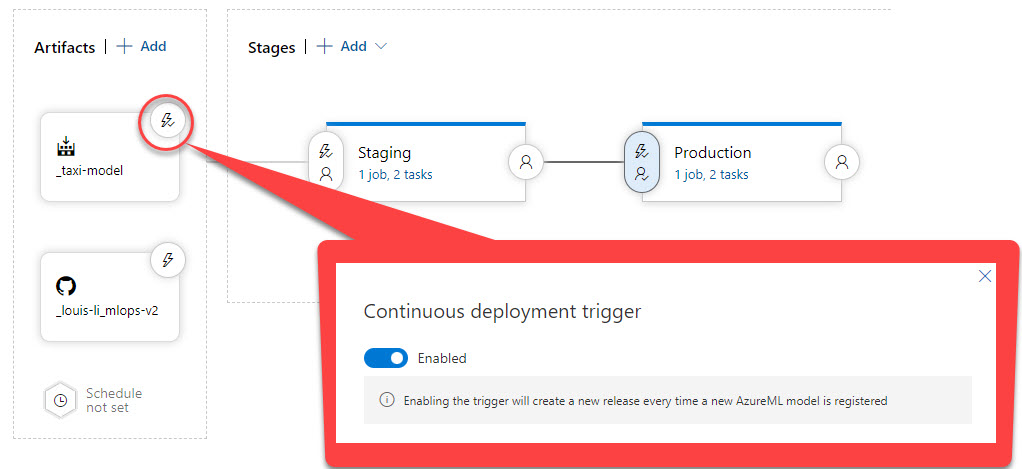 Artifacts | + Add
Stages | + Add
_taxi-model
Staging
1 job, 2 tasks
Production
1 job, 2 tasks
_louis-li_mlops-v2
Schedule
not set
Continuous deployment trigger
Enabled
Enabling the trigger will create a new release every time a new AzureML model is registered